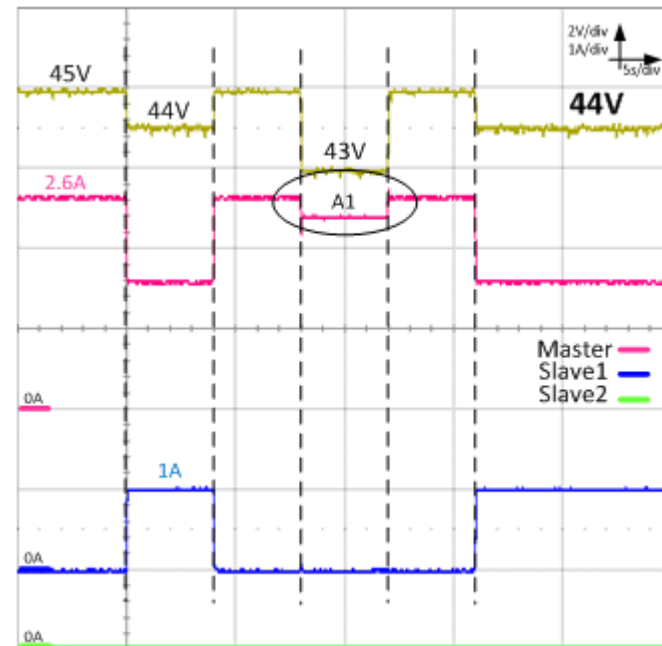 2V/div
1A/div
5s/div
45V
44V
44V
43V
2.6A
A1
Master
Slave1
Slave2
0A
1A
0A
0A